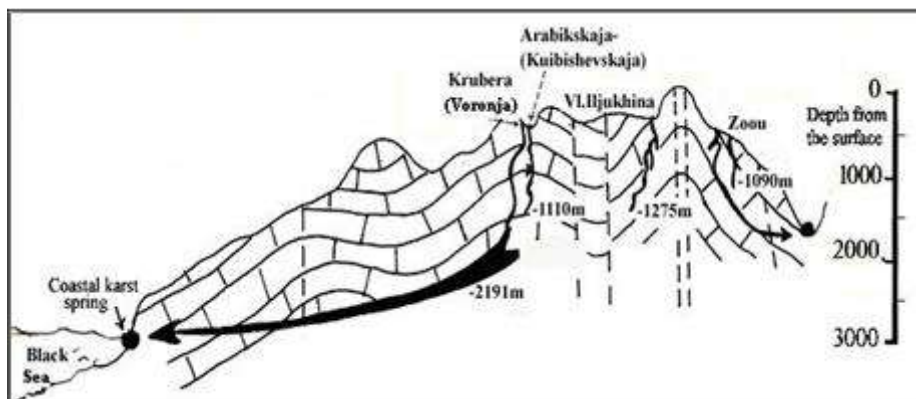 Arabikskaja-
(Kuibishevskaja)
Krubera
(Voronja)
Vl.Iljukhina
Zoou
0
Depth from
the surface
1000
2000
3000
-1090m
-1110m
-1275m
-2191m
Coastal karst
spring
Black
Sea